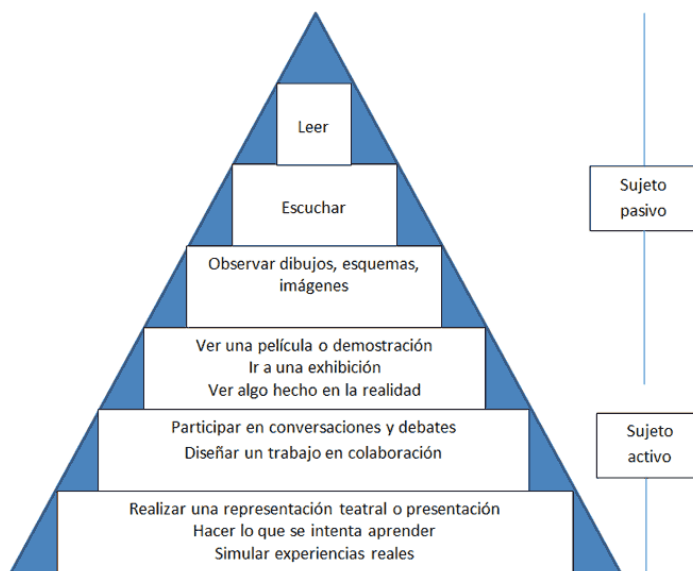 Leer
Escuchar
Observar dibujos, esquemas,
imágenes
Ver una película o demostración
Ir a una exhibición
Ver algo hecho en la realidad
Participar en conversaciones y debates
Diseñar un trabajo en colaboración
Realizar una representación teatral o presentación
Hacer lo que se intenta aprender
Simular experiencias reales
Sujeto
pasivo
Sujeto
activo